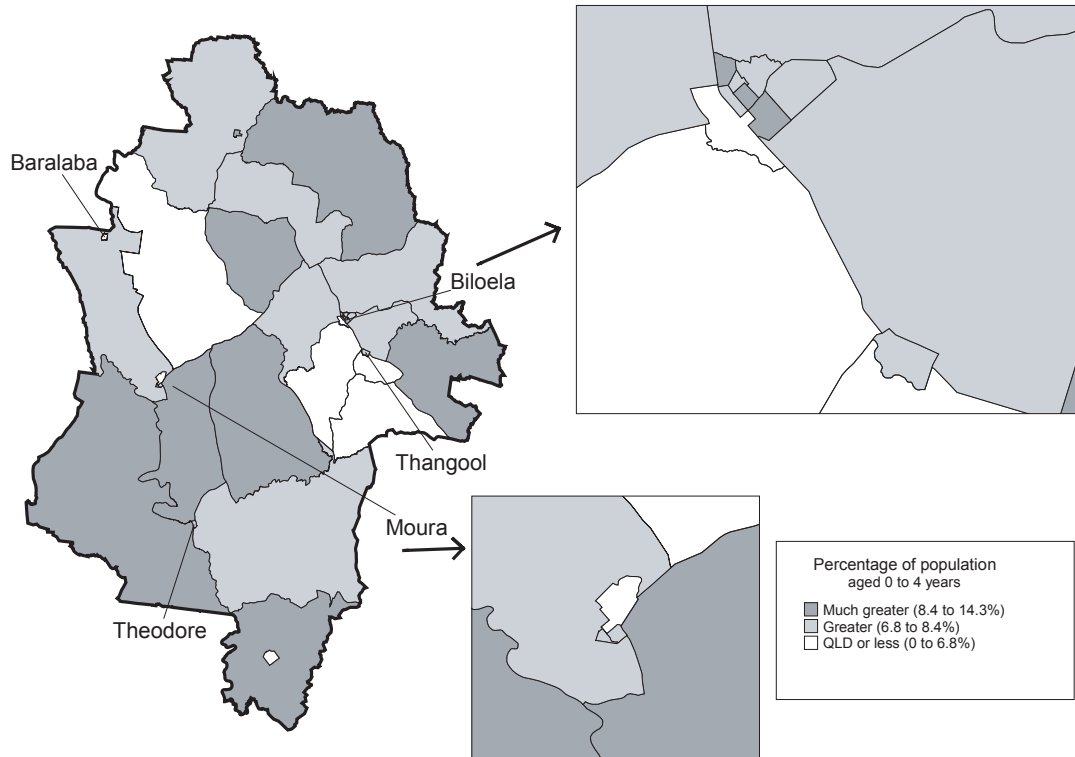 Baralaba
Biloela
Thangool
Moura
Theodore
Percentage of population
aged 0 to 4 years
Much greater (8.4 to 14.3%)
Greater (6.8 to 8.4%)
QLD or less (0 to 6.8%)